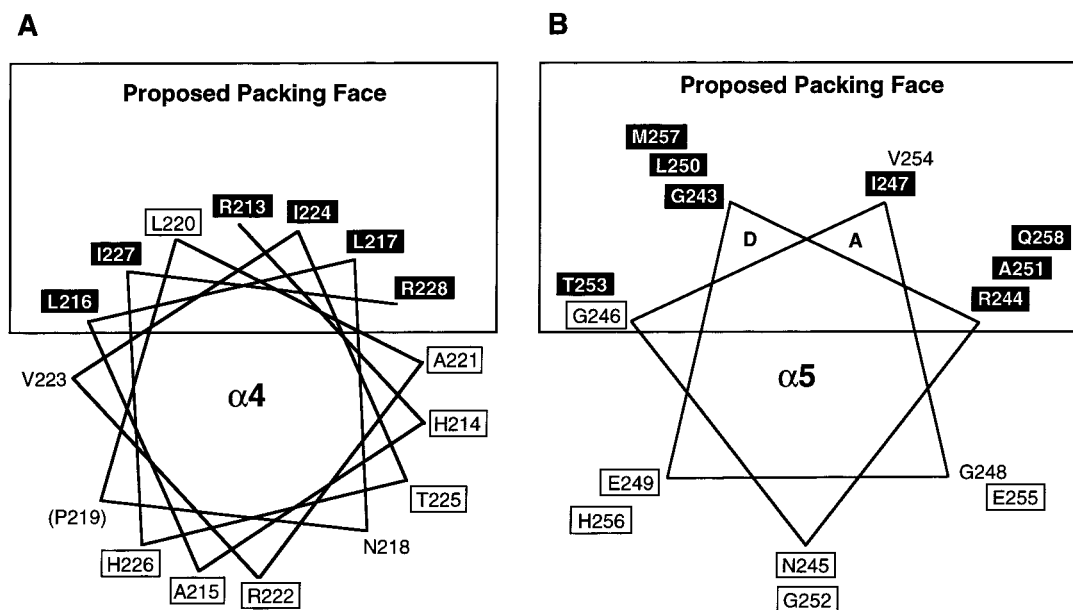 A
Proposed Packing Face
R213
I224
L220
L217
I227
R228
L216
A221
V223
α4
H214
T225
(P219)
N218
H226
A215
R222
B
Proposed Packing Face
M257
V254
L250
I247
G243
Q258
D
A
A251
T253
R244
G246
α5
G248
E249
E255
H256
N245
G252